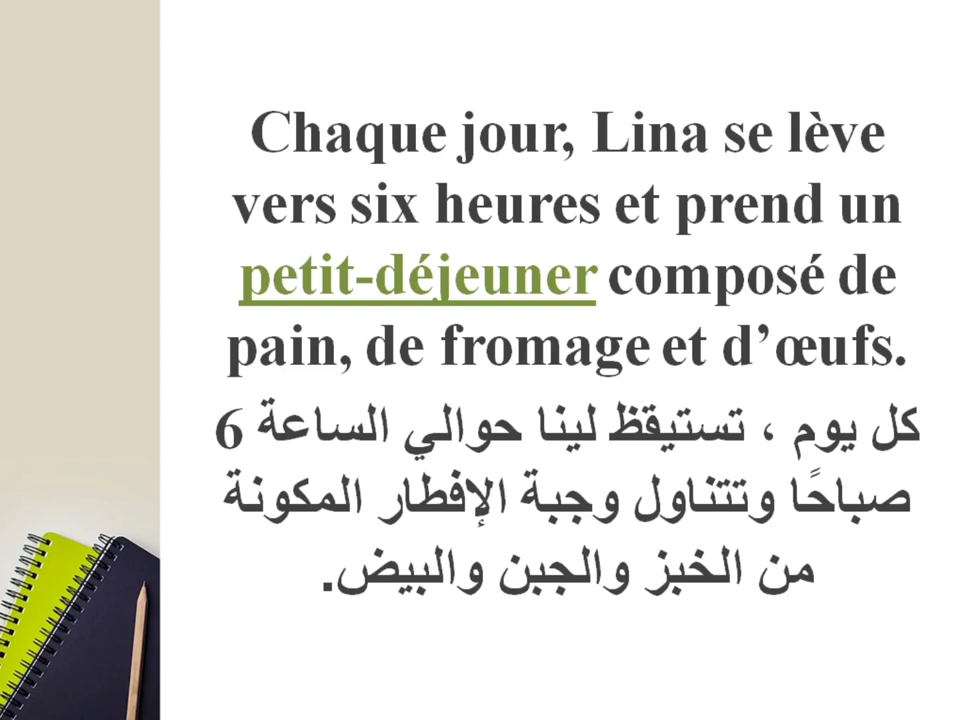 Chaque jour, Lina se lève
vers six heures et prend un
petit-déjeuner composé de
pain, de fromage et d’œufs.
كل يوم ، تستيقظ لينا حوالي الساعة 6
صباحًا وتتناول وجبة الإفطار المكونة
من الخبز والجبن والبيض.